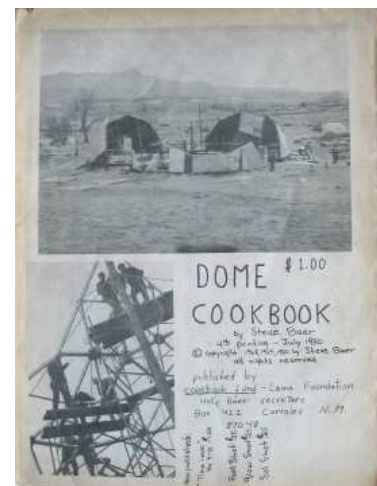 DOME $1.00
COOKBOOK
by Steve Baer
4th printing - July 1970
© copyright 1968, 1969, 1970 by Steve Baer
all rights reserved
published by
Cookbook Fund - Lama Foundation
Holly Baer secretary
Box 422 Corrales N.M.
87048